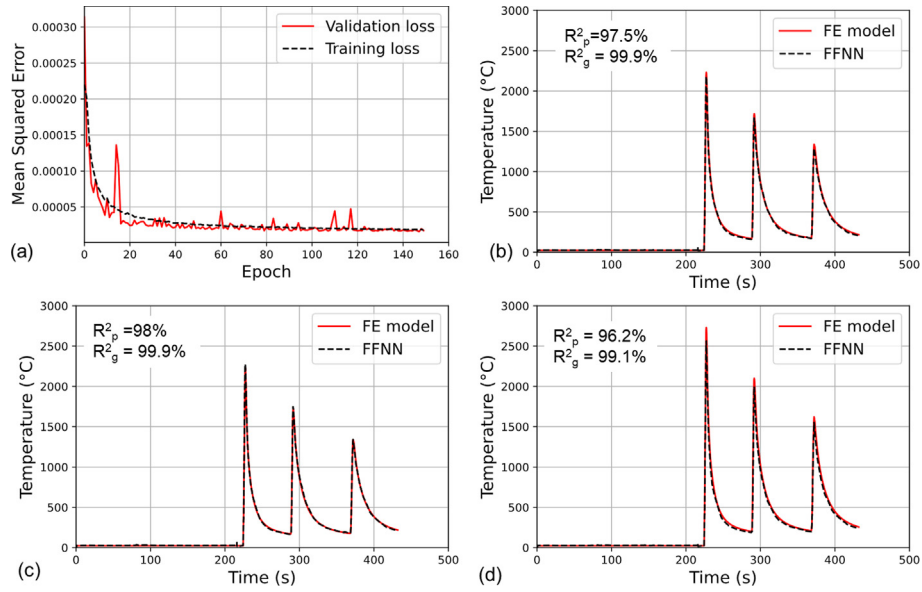 0.00030
0.00020
0.00010
0.00005
Mean Squared Error
Validation loss
Training loss
0 20 40 60 80 100 120 140 160
Epoch
(a)
3000
2500
2000
1500
1000
500
0
Temperature (°C)
R²p=97.5%
R²g = 99.9%
FE model
FFNN
0 100 200 300 400 500
Time (s)
(b)
3000
2500
2000
1500
1000
500
0
Temperature (°C)
R²p =98%
R²g = 99.9%
FE model
FFNN
0 100 200 300 400 500
Time (s)
(c)
3000
2500
2000
1500
1000
500
0
Temperature (°C)
R²p = 96.2%
R²g = 99.1%
FE model
FFNN
0 100 200 300 400 500
Time (s)
(d)